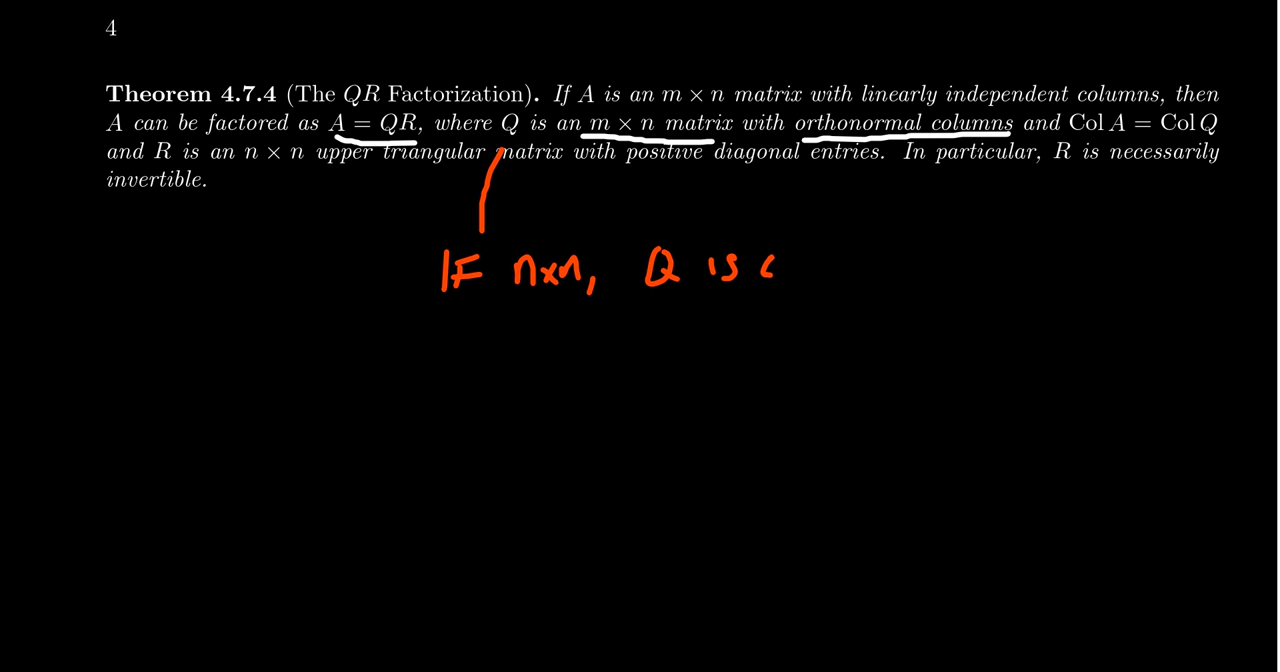 4
Theorem 4.7.4 (The QR Factorization). If A is an m × n matrix with linearly independent columns, then
A can be factored as A = QR, where Q is an m × n matrix with orthonormal columns and Col A = Col Q
and R is an n × n upper triangular matrix with positive diagonal entries. In particular, R is necessarily
invertible.
IF n×n, Q is